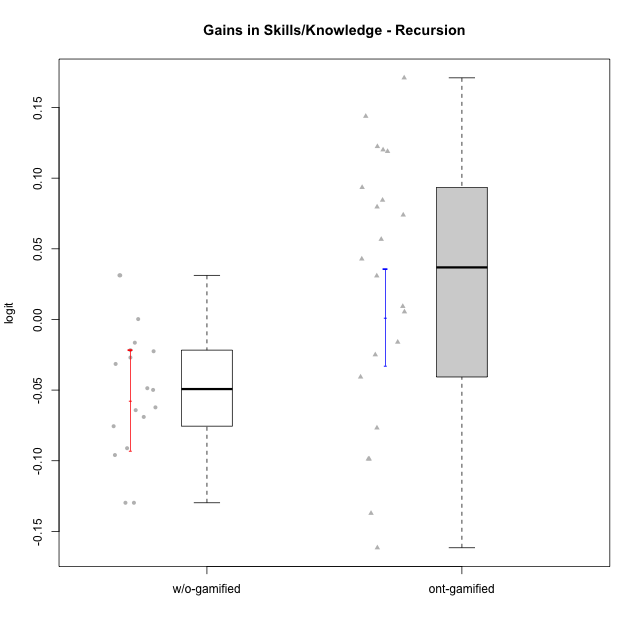 Gains in Skills/Knowledge - Recursion
logit
0.15
0.10
0.05
0.00
-0.05
-0.10
-0.15
w/o-gamified
ont-gamified